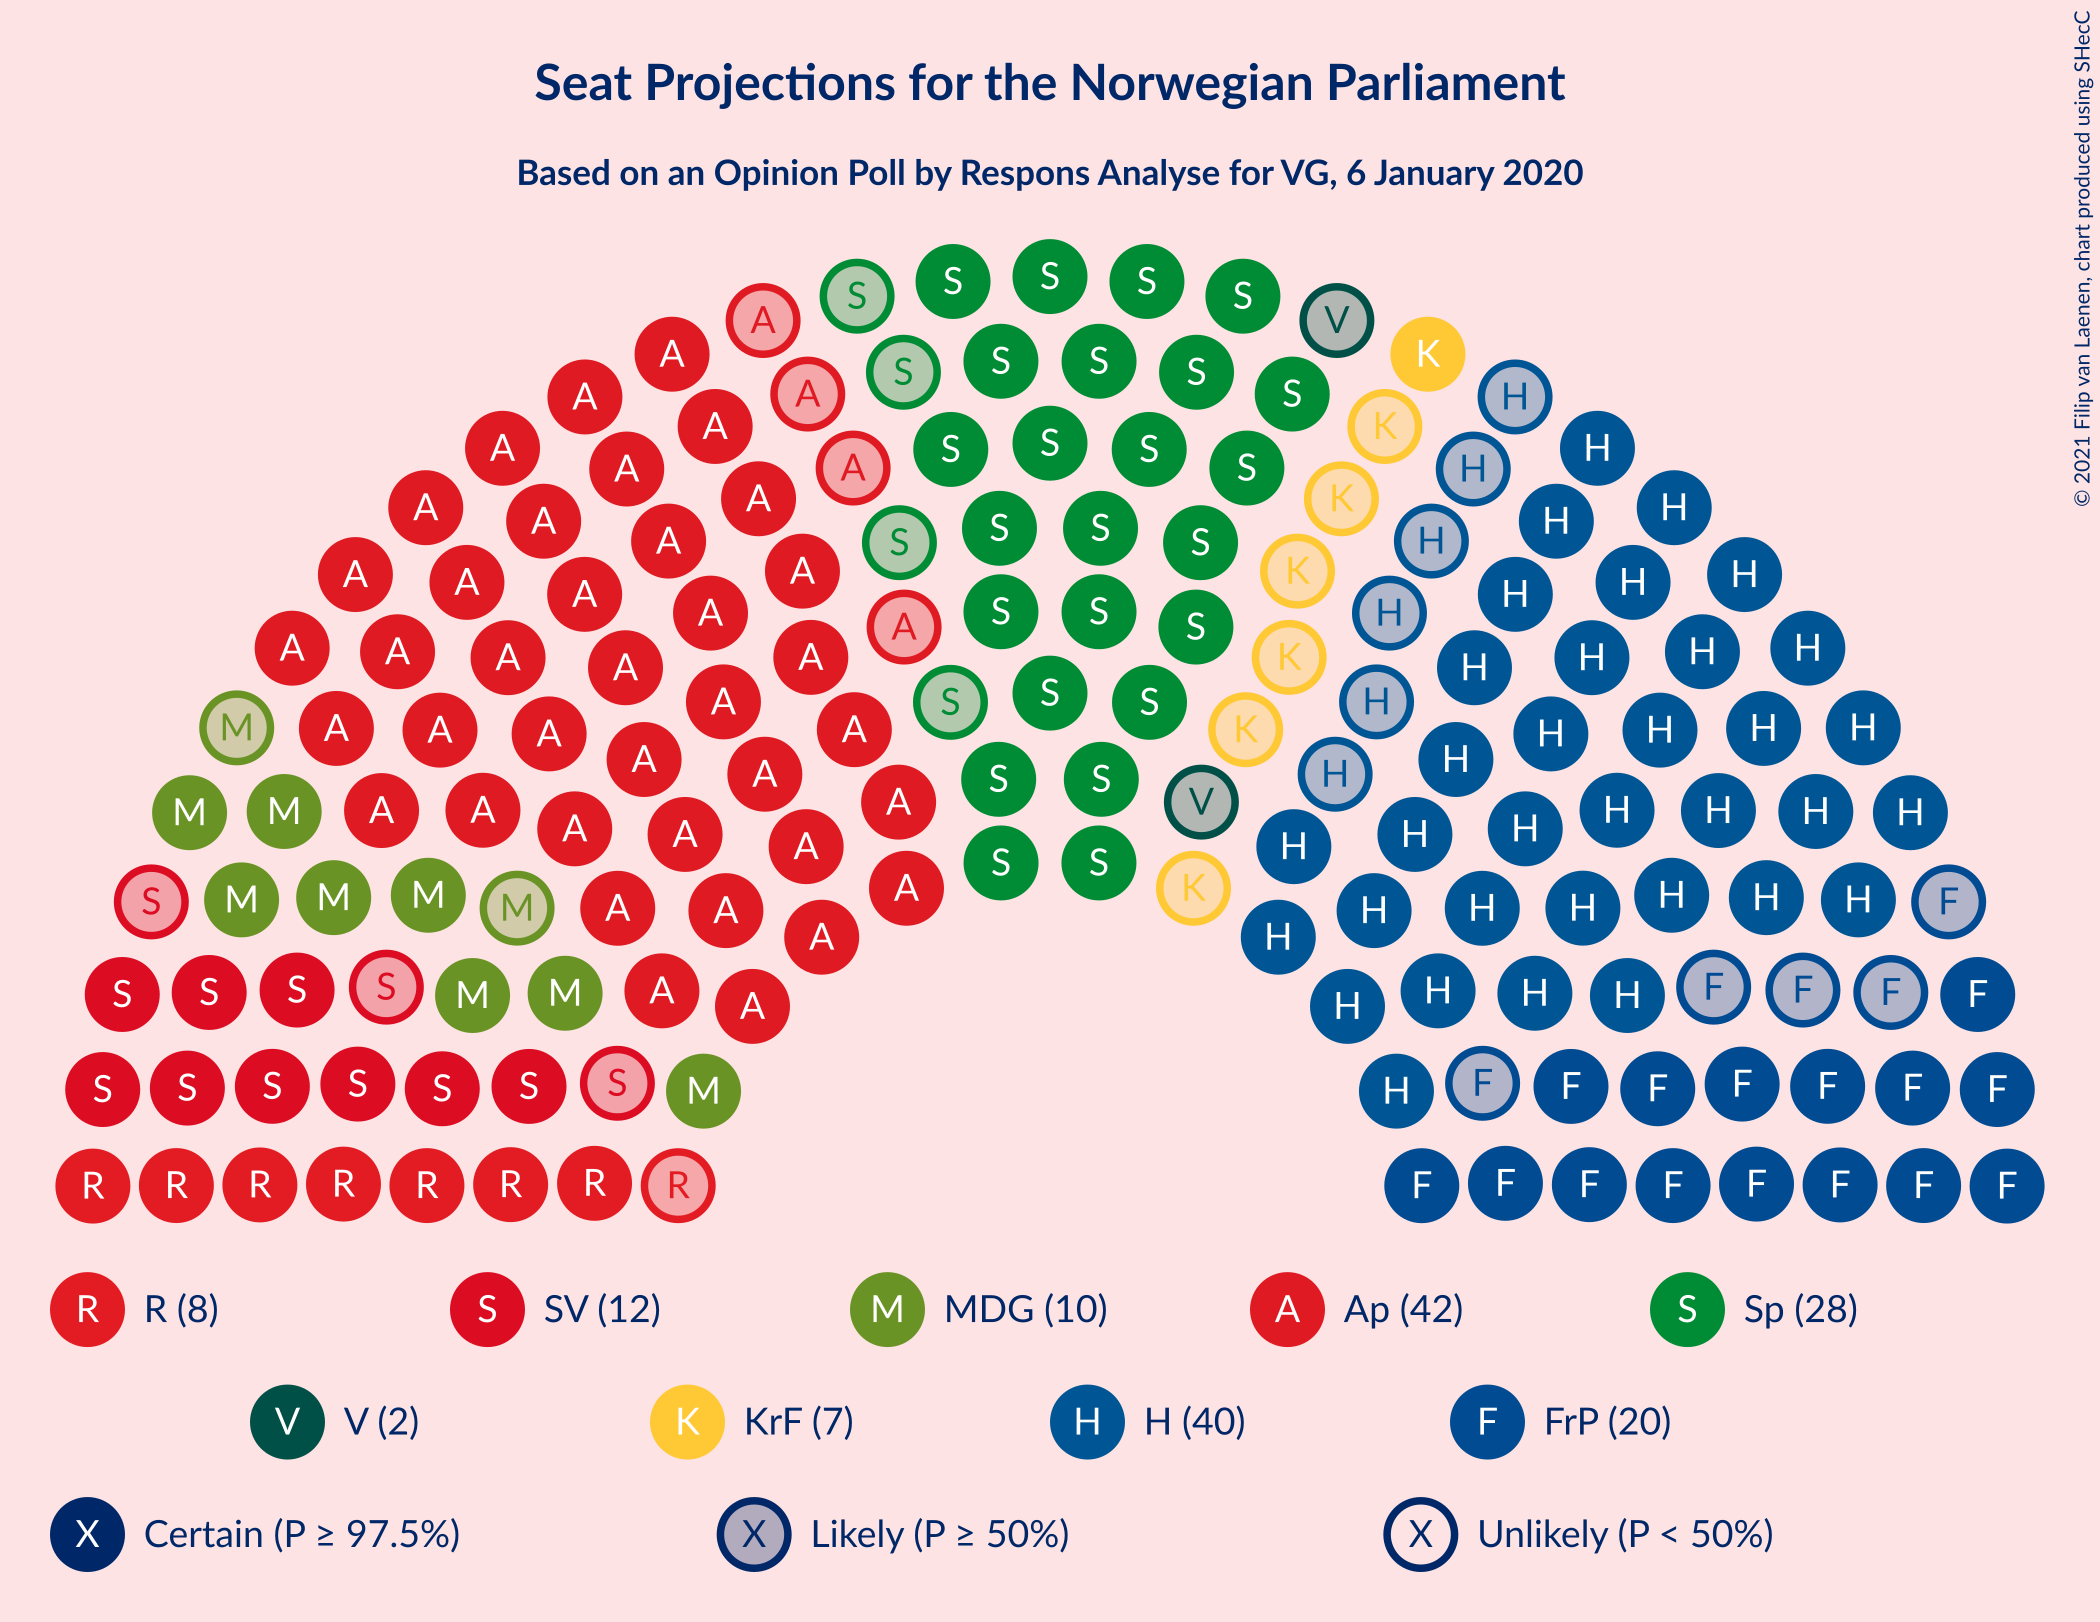 Seat Projections for the Norwegian Parliament
Based on an Opinion Poll by Respons Analyse for VG, 6 January 2020
© 2021 Filip van Laenen, chart produced using SHecC
S S S S S V K
A A S S S S S S K H
A A A S S S S K H H
A A A A S S S S K H H H
A A A A A S S S K H H H H
A A A A A A S S S K H H H H H
M A A A A A A S S V H H H H H H
M M A A A A A A S S K H H H H H H H
S M M M M A A A H H H H H H H F
S S S S M M A A H H H H F F F F
S S S S S S S M H F F F F F F F
R R R R R R R R F F F F F F F F
R R (8) S SV (12) M MDG (10) A Ap (42) S Sp (28)
V V (2) K KrF (7) H H (40) F FrP (20)
X Certain (P ≥ 97.5%) X Likely (P ≥ 50%) X Unlikely (P < 50%)